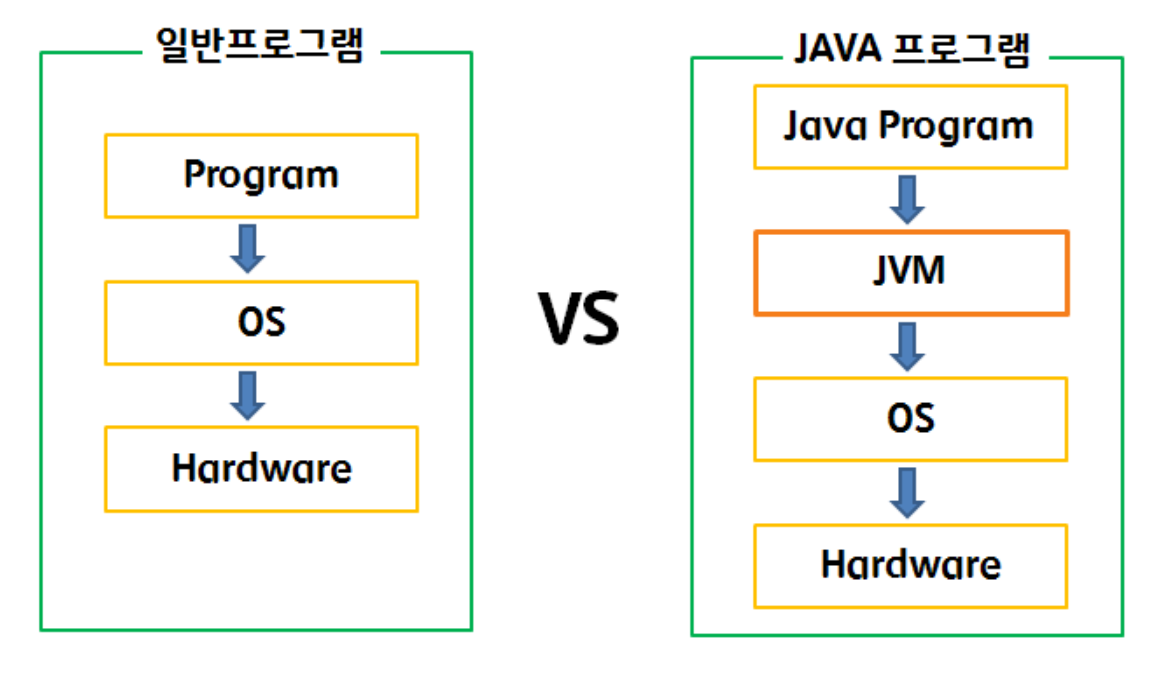 일반프로그램
Program
OS
Hardware
VS
JAVA 프로그램
Java Program
JVM
OS
Hardware